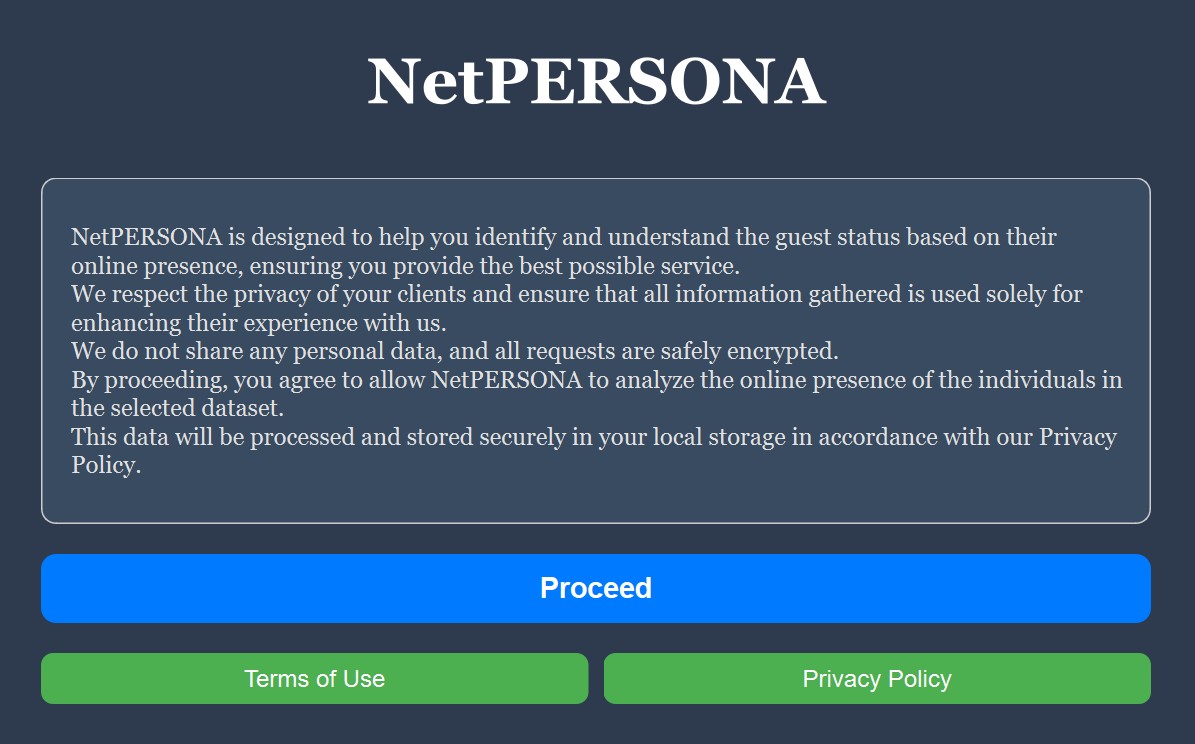 NetPERSONA
NetPERSONA is designed to help you identify and understand the guest status based on their
online presence, ensuring you provide the best possible service.
We respect the privacy of your clients and ensure that all information gathered is used solely for
enhancing their experience with us.
We do not share any personal data, and all requests are safely encrypted.
By proceeding, you agree to allow NetPERSONA to analyze the online presence of the individuals in
the selected dataset.
This data will be processed and stored securely in your local storage in accordance with our Privacy
Policy.
Proceed
Terms of Use
Privacy Policy